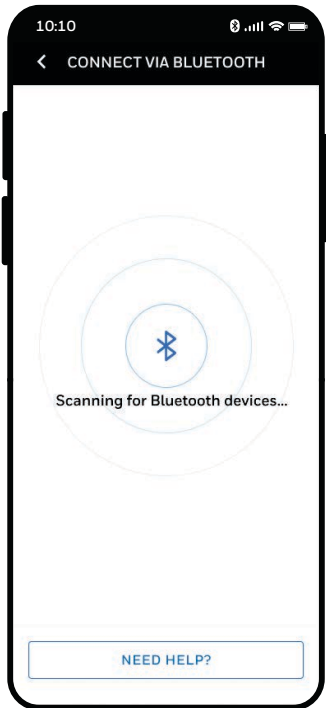 10:10
CONNECT VIA BLUETOOTH
Scanning for Bluetooth devices...
NEED HELP?